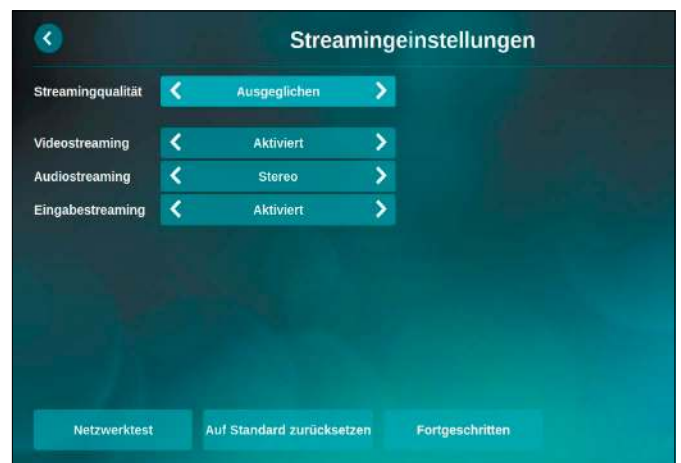 Streamingeinstellungen
Streamingqualität Ausgeglichen
Videostreaming Aktiviert
Audiostreaming Stereo
Eingabestreaming Aktiviert
Netzwerktest Auf Standard zurücksetzen Fortgeschritten